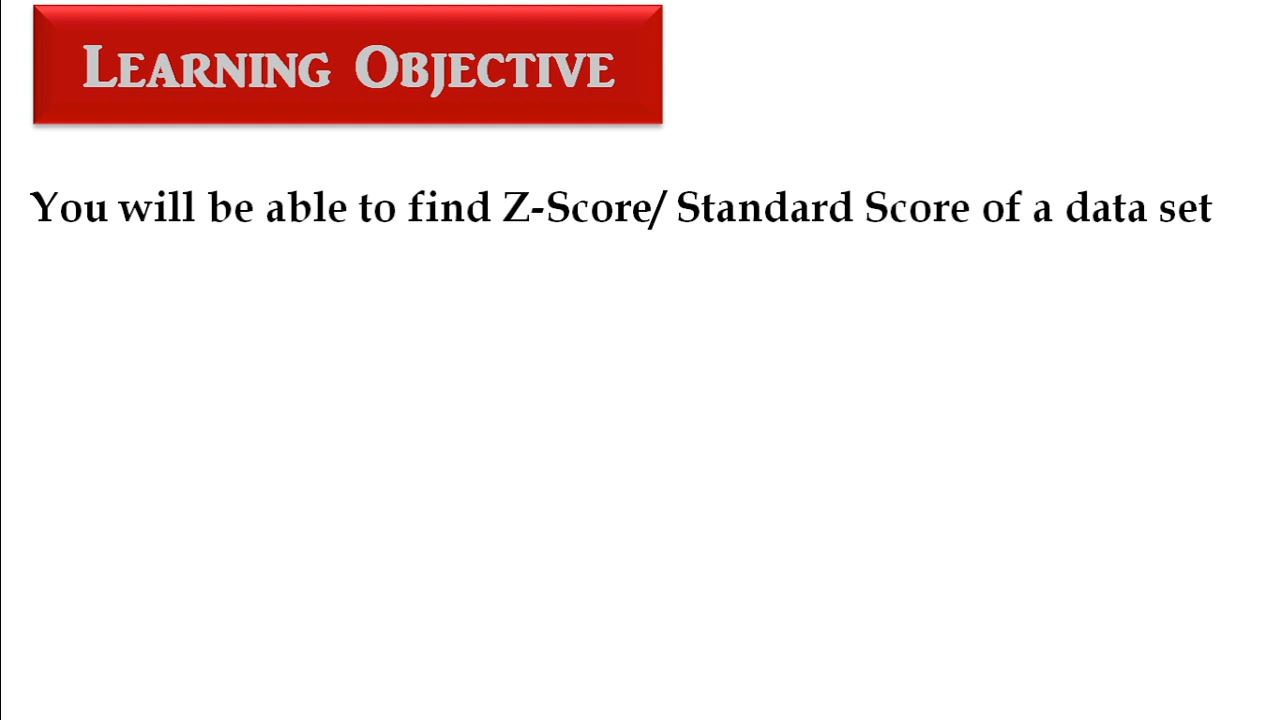 LEARNING OBJECTIVE
You will be able to find Z-Score/ Standard Score of a data set